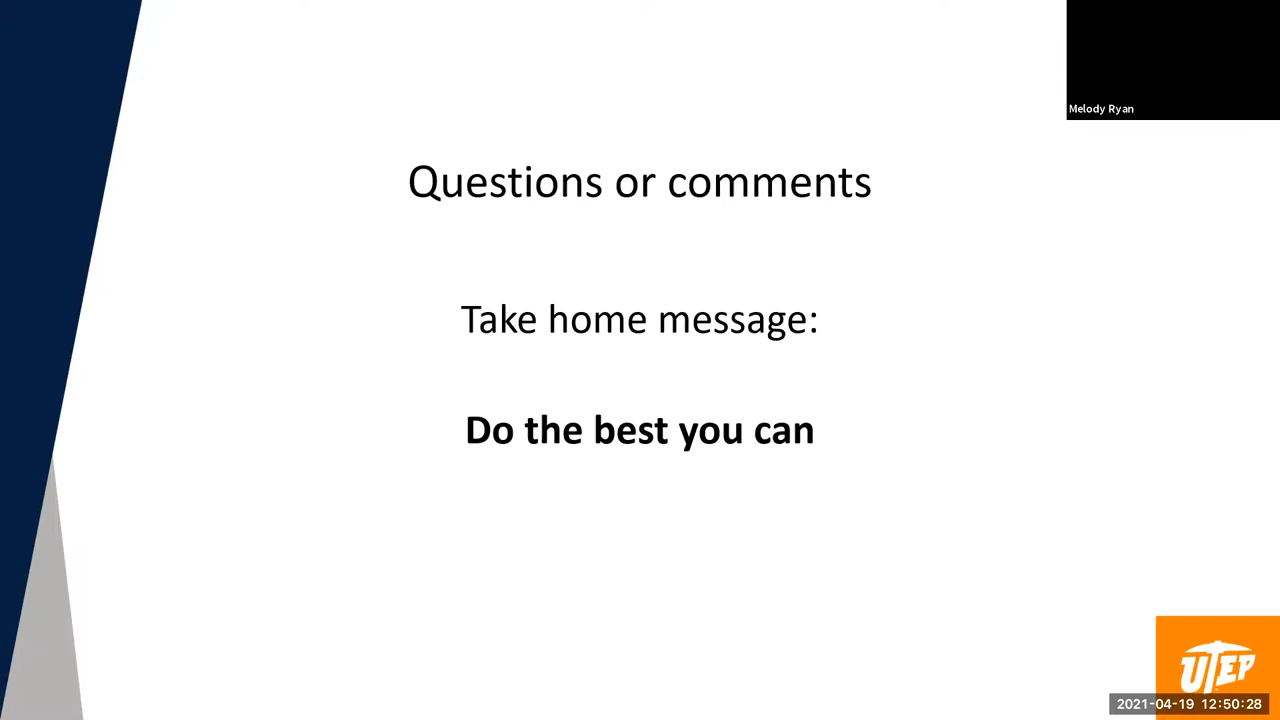 Melody Ryan
Questions or comments
Take home message:
Do the best you can
UTEP
2021-04-19 12:50:28